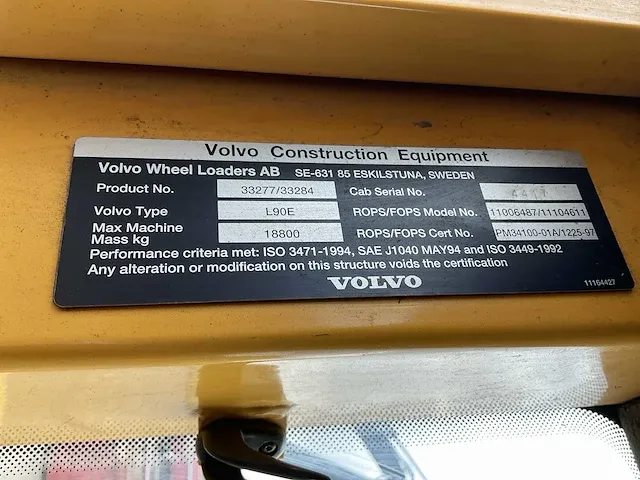 Volvo Construction Equipment
Volvo Wheel Loaders AB SE-631 85 ESKILSTUNA, SWEDEN
Product No. 33277/33284 Cab Serial No.
Volvo Type L90E ROPS/FOPS Model No. 11006487/11104611
Max Machine Mass kg 18800 ROPS/FOPS Cert No. PM34100-01A/1225-97
Performance criteria met: ISO 3471-1994, SAE J1040 MAY94 and ISO 3449-1992
Any alteration or modification on this structure voids the certification
VOLVO
11164427